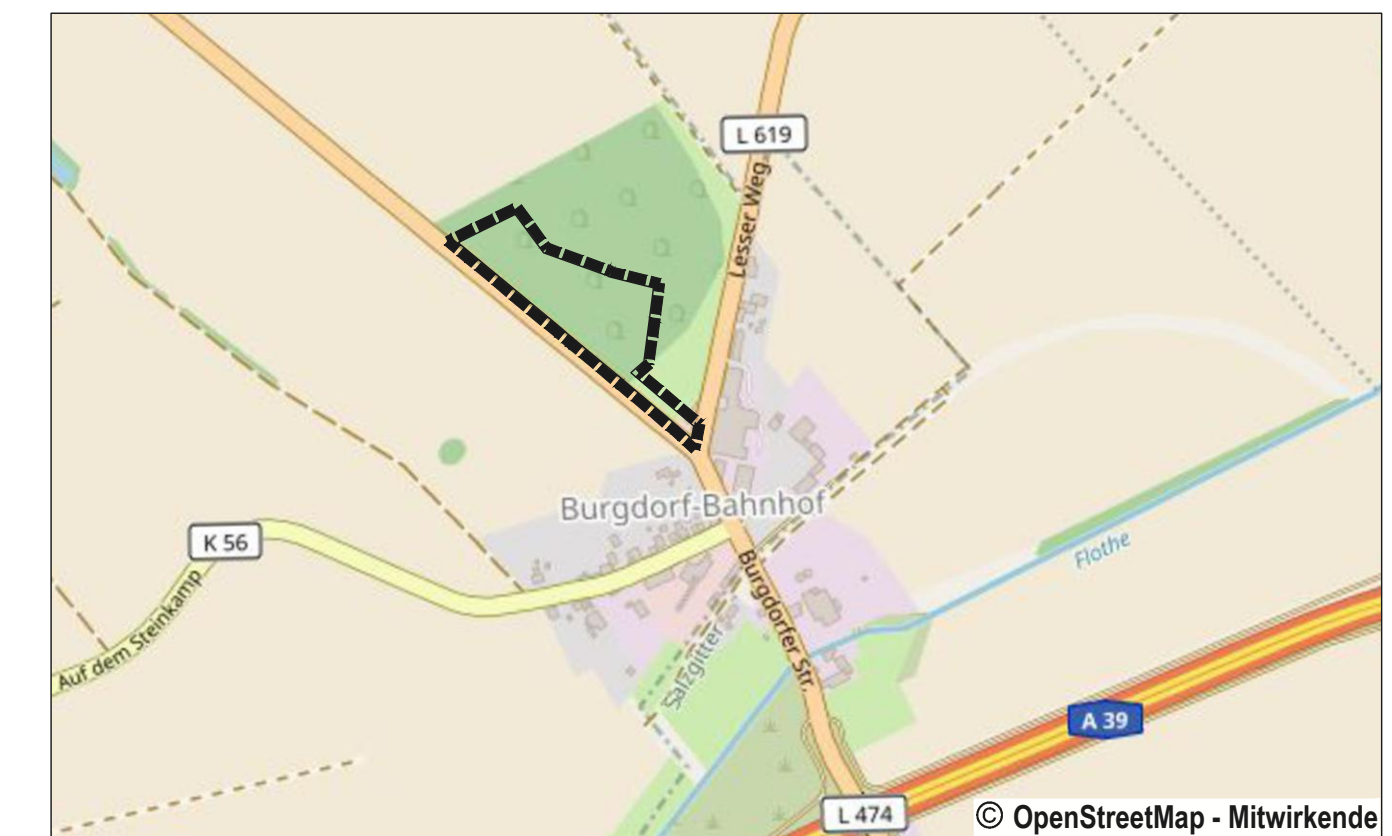 L 619
Lesser Weg
Burgdorf-Bahnhof
K 56
Flothe
Burgdorfer Str.
Auf dem Steinkamp
Salzgitter
A 39
L 474
© OpenStreetMap - Mitwirkende